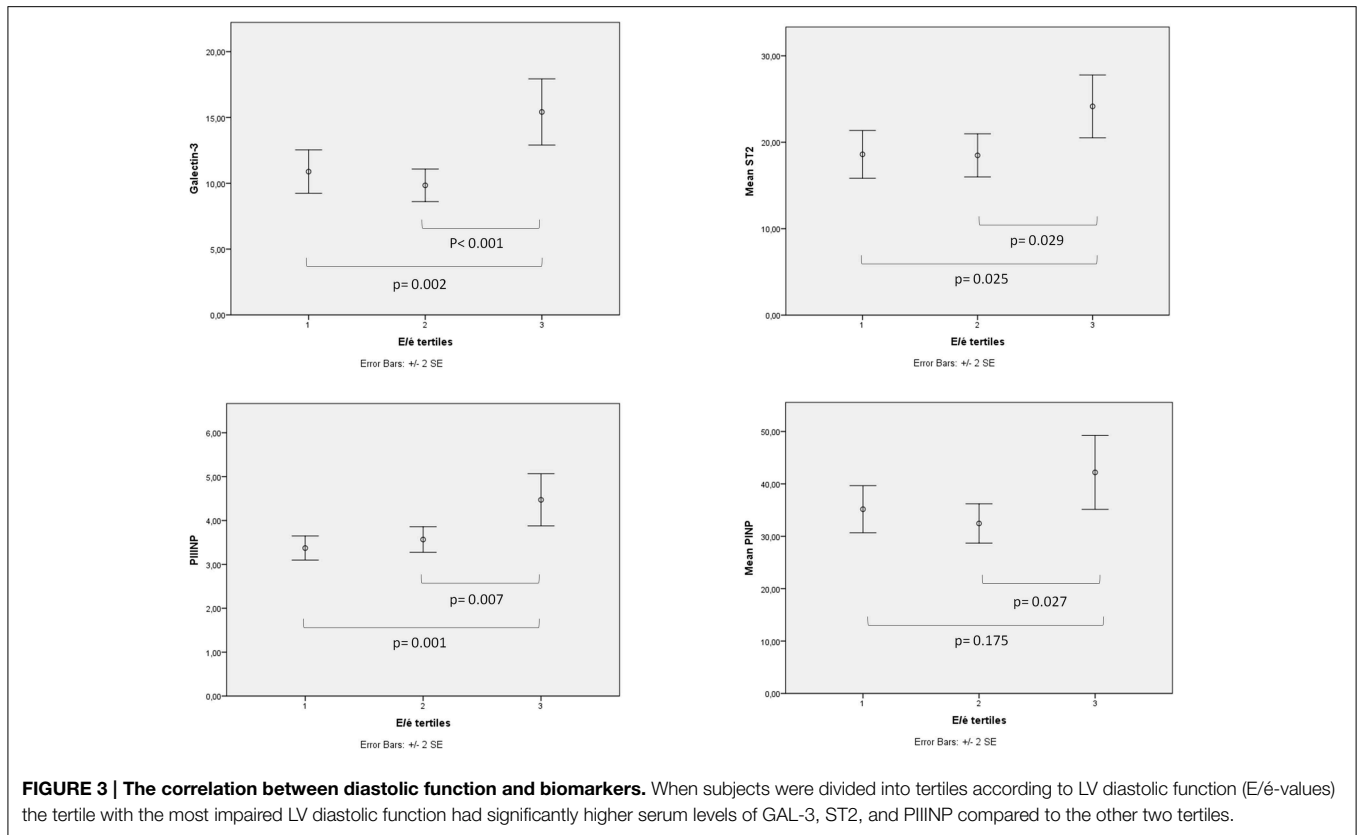 20,00
15,00
10,00
5,00
0,00
Galectin-3
P< 0.001
p= 0.002
1 2 3
E/é tertiles
Error Bars: +/- 2 SE
30,00
20,00
10,00
0,00
Mean ST2
p= 0.029
p= 0.025
1 2 3
E/é tertiles
Error Bars: +/- 2 SE
6,00
5,00
4,00
3,00
2,00
1,00
0,00
PIIINP
p= 0.007
p= 0.001
1 2 3
E/é tertiles
Error Bars: +/- 2 SE
50,00
40,00
30,00
20,00
10,00
0,00
Mean PINP
p= 0.027
p= 0.175
1 2 3
E/é tertiles
Error Bars: +/- 2 SE
FIGURE 3 | The correlation between diastolic function and biomarkers. When subjects were divided into tertiles according to LV diastolic function (E/é-values)
the tertile with the most impaired LV diastolic function had significantly higher serum levels of GAL-3, ST2, and PIIINP compared to the other two tertiles.